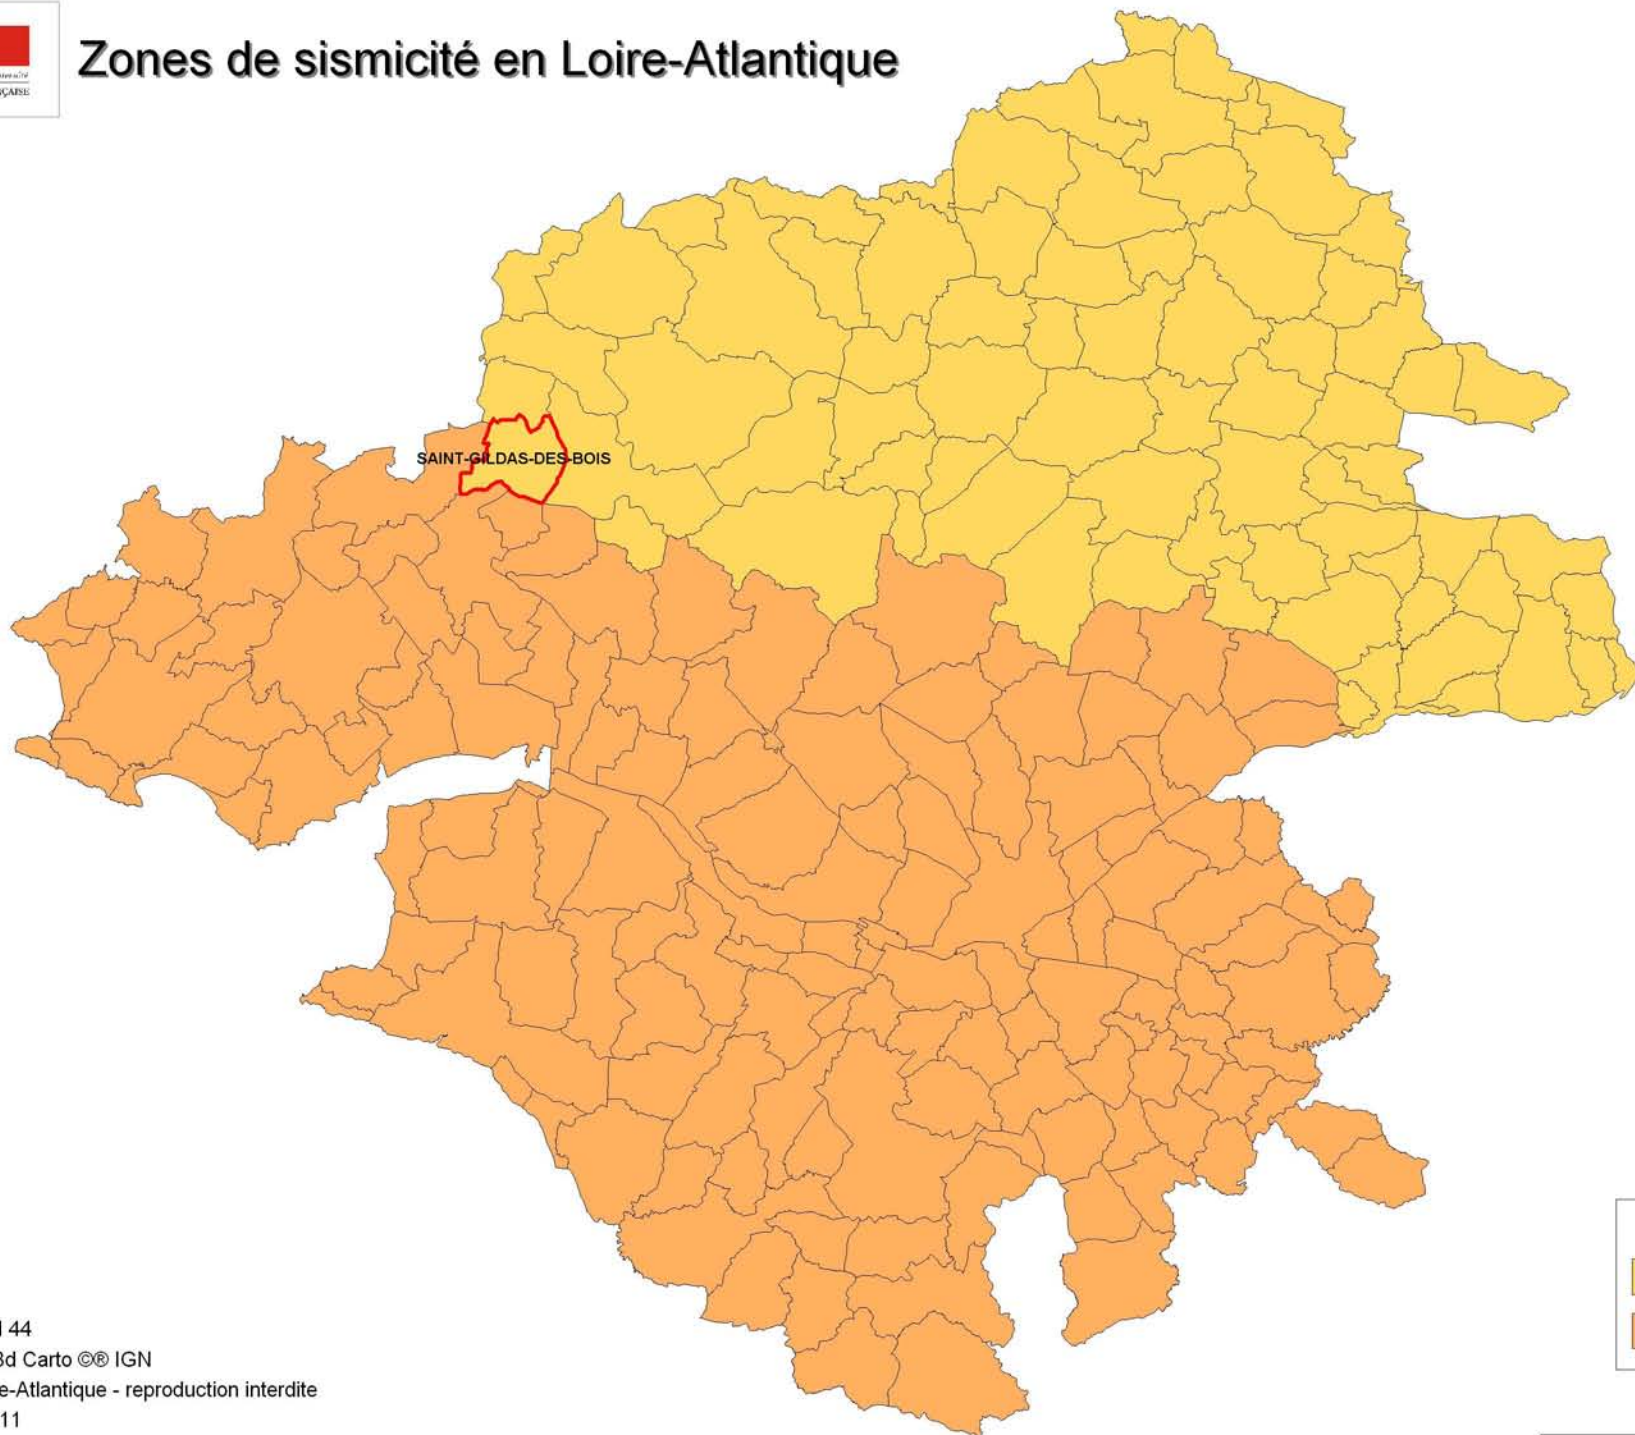 Zones de sismicité en Loire-Atlantique
SAINT-GILDAS-DES-BOIS
44
3d Carto ©® IGN
e-Atlantique - reproduction interdite
11